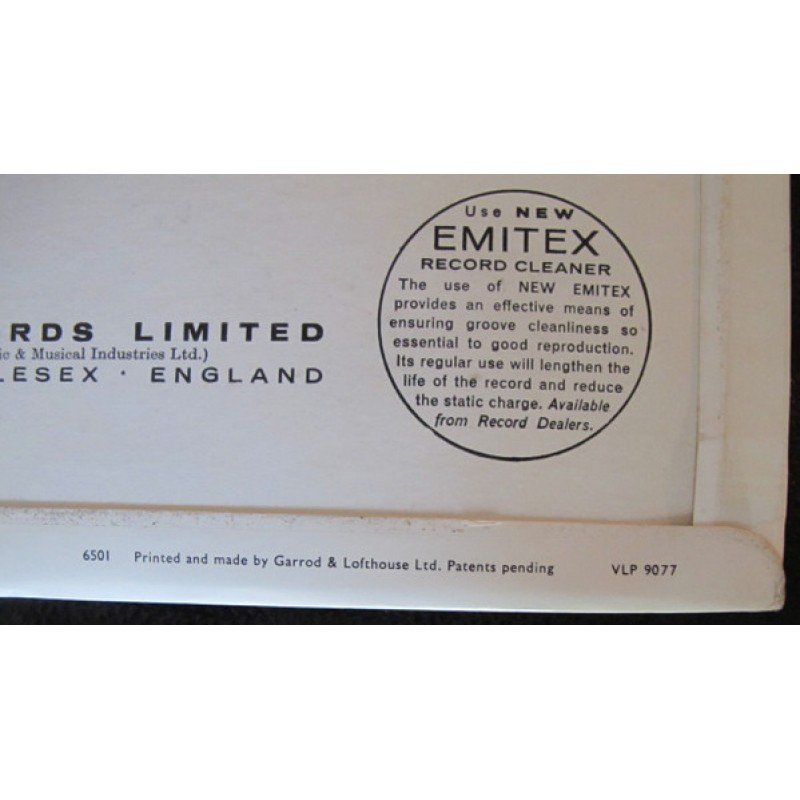 Use NEW
EMITEX
RECORD CLEANER
The use of NEW EMITEX
provides an effective means of
ensuring groove cleanliness so
essential to good reproduction.
Its regular use will lengthen the
life of the record and reduce
the static charge. Available
from Record Dealers.
RDS LIMITED
ic & Musical Industries Ltd.)
LESEX · ENGLAND
6501 Printed and made by Garrod & Lofthouse Ltd. Patents pending VLP 9077